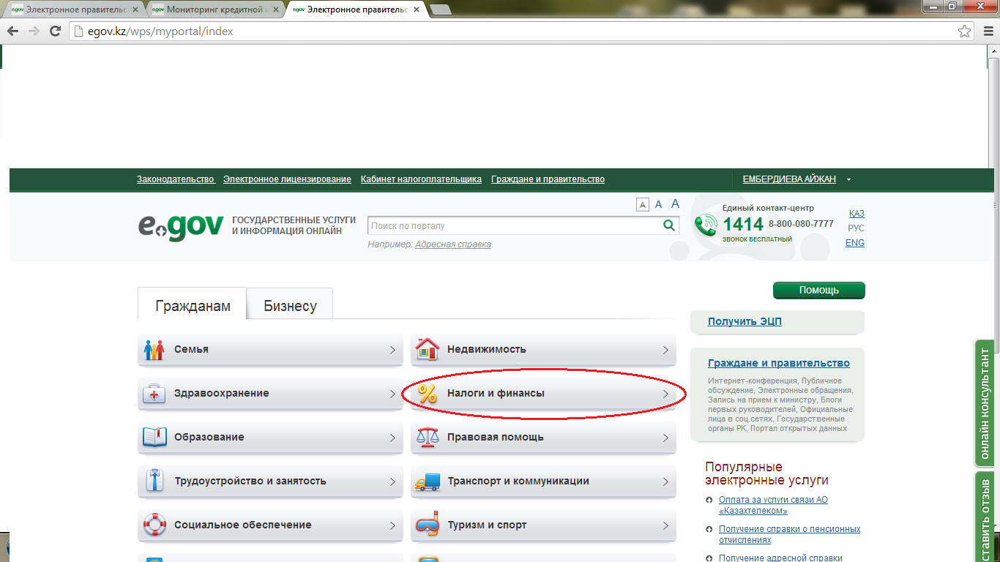 egov Электронное правительс
egov Мониторинг кредитной
egov Электронное правительс
egov.kz/wps/myportal/index
Законодательство Электронное лицензирование Кабинет налогоплательщика Граждане и правительство
ЕМБЕРДИЕВА АЙЖАН
A A A
e.gov
ГОСУДАРСТВЕННЫЕ УСЛУГИ
И ИНФОРМАЦИЯ ОНЛАЙН
Поиск по порталу
Например: Адресная справка
Единый контакт-центр
1414 8-800-080-7777
ЗВОНОК БЕСПЛАТНЫЙ
ҚАЗ
РУС
ENG
Гражданам
Бизнесу
Семья
Недвижимость
Здравоохранение
% Налоги и финансы
Образование
Правовая помощь
Трудоустройство и занятость
Транспорт и коммуникации
Социальное обеспечение
Туризм и спорт
Помощь
Получить ЭЦП
Граждане и правительство
Интернет-конференция, Публичное
обсуждение, Электронные обращения,
Запись на прием к министру, Блоги
первых руководителей, Официальные
лица в соц.сетях, Государственные
органы РК, Портал открытых данных
Популярные
электронные услуги
Оплата за услуги связи АО
«Казахтелеком»
Получение справки о пенсионных
отчислениях
Получение адресной справки
онлайн консультант
ставить отзыв